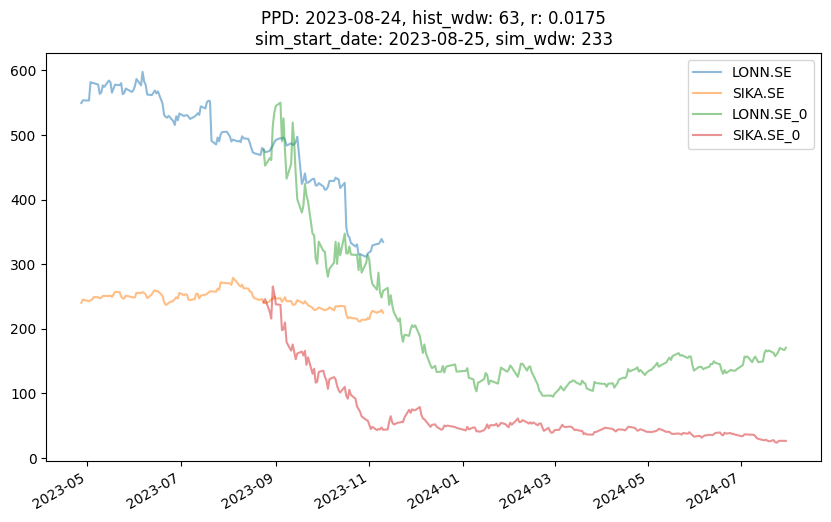 PPD: 2023-08-24, hist_wdw: 63, r: 0.0175
sim_start_date: 2023-08-25, sim_wdw: 233
LONN.SE
SIKA.SE
LONN.SE_0
SIKA.SE_0
600
500
400
300
200
100
0
2023-05
2023-07
2023-09
2023-11
2024-01
2024-03
2024-05
2024-07